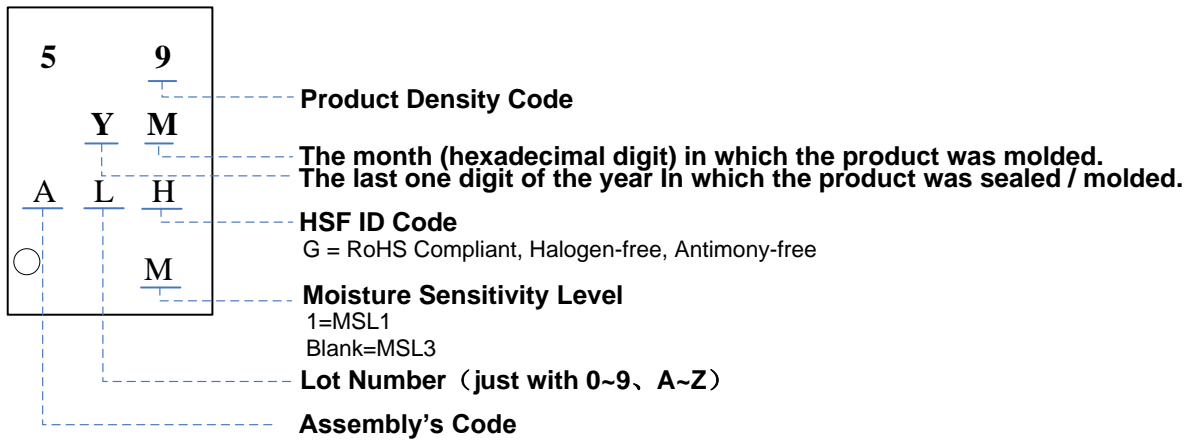 5 9
Product Density Code
Y M
The month (hexadecimal digit) in which the product was molded.
The last one digit of the year In which the product was sealed / molded.
A L H
HSF ID Code
G = RoHS Compliant, Halogen-free, Antimony-free
M
Moisture Sensitivity Level
1=MSL1
Blank=MSL3
Lot Number（just with 0~9、A~Z）
Assembly's Code